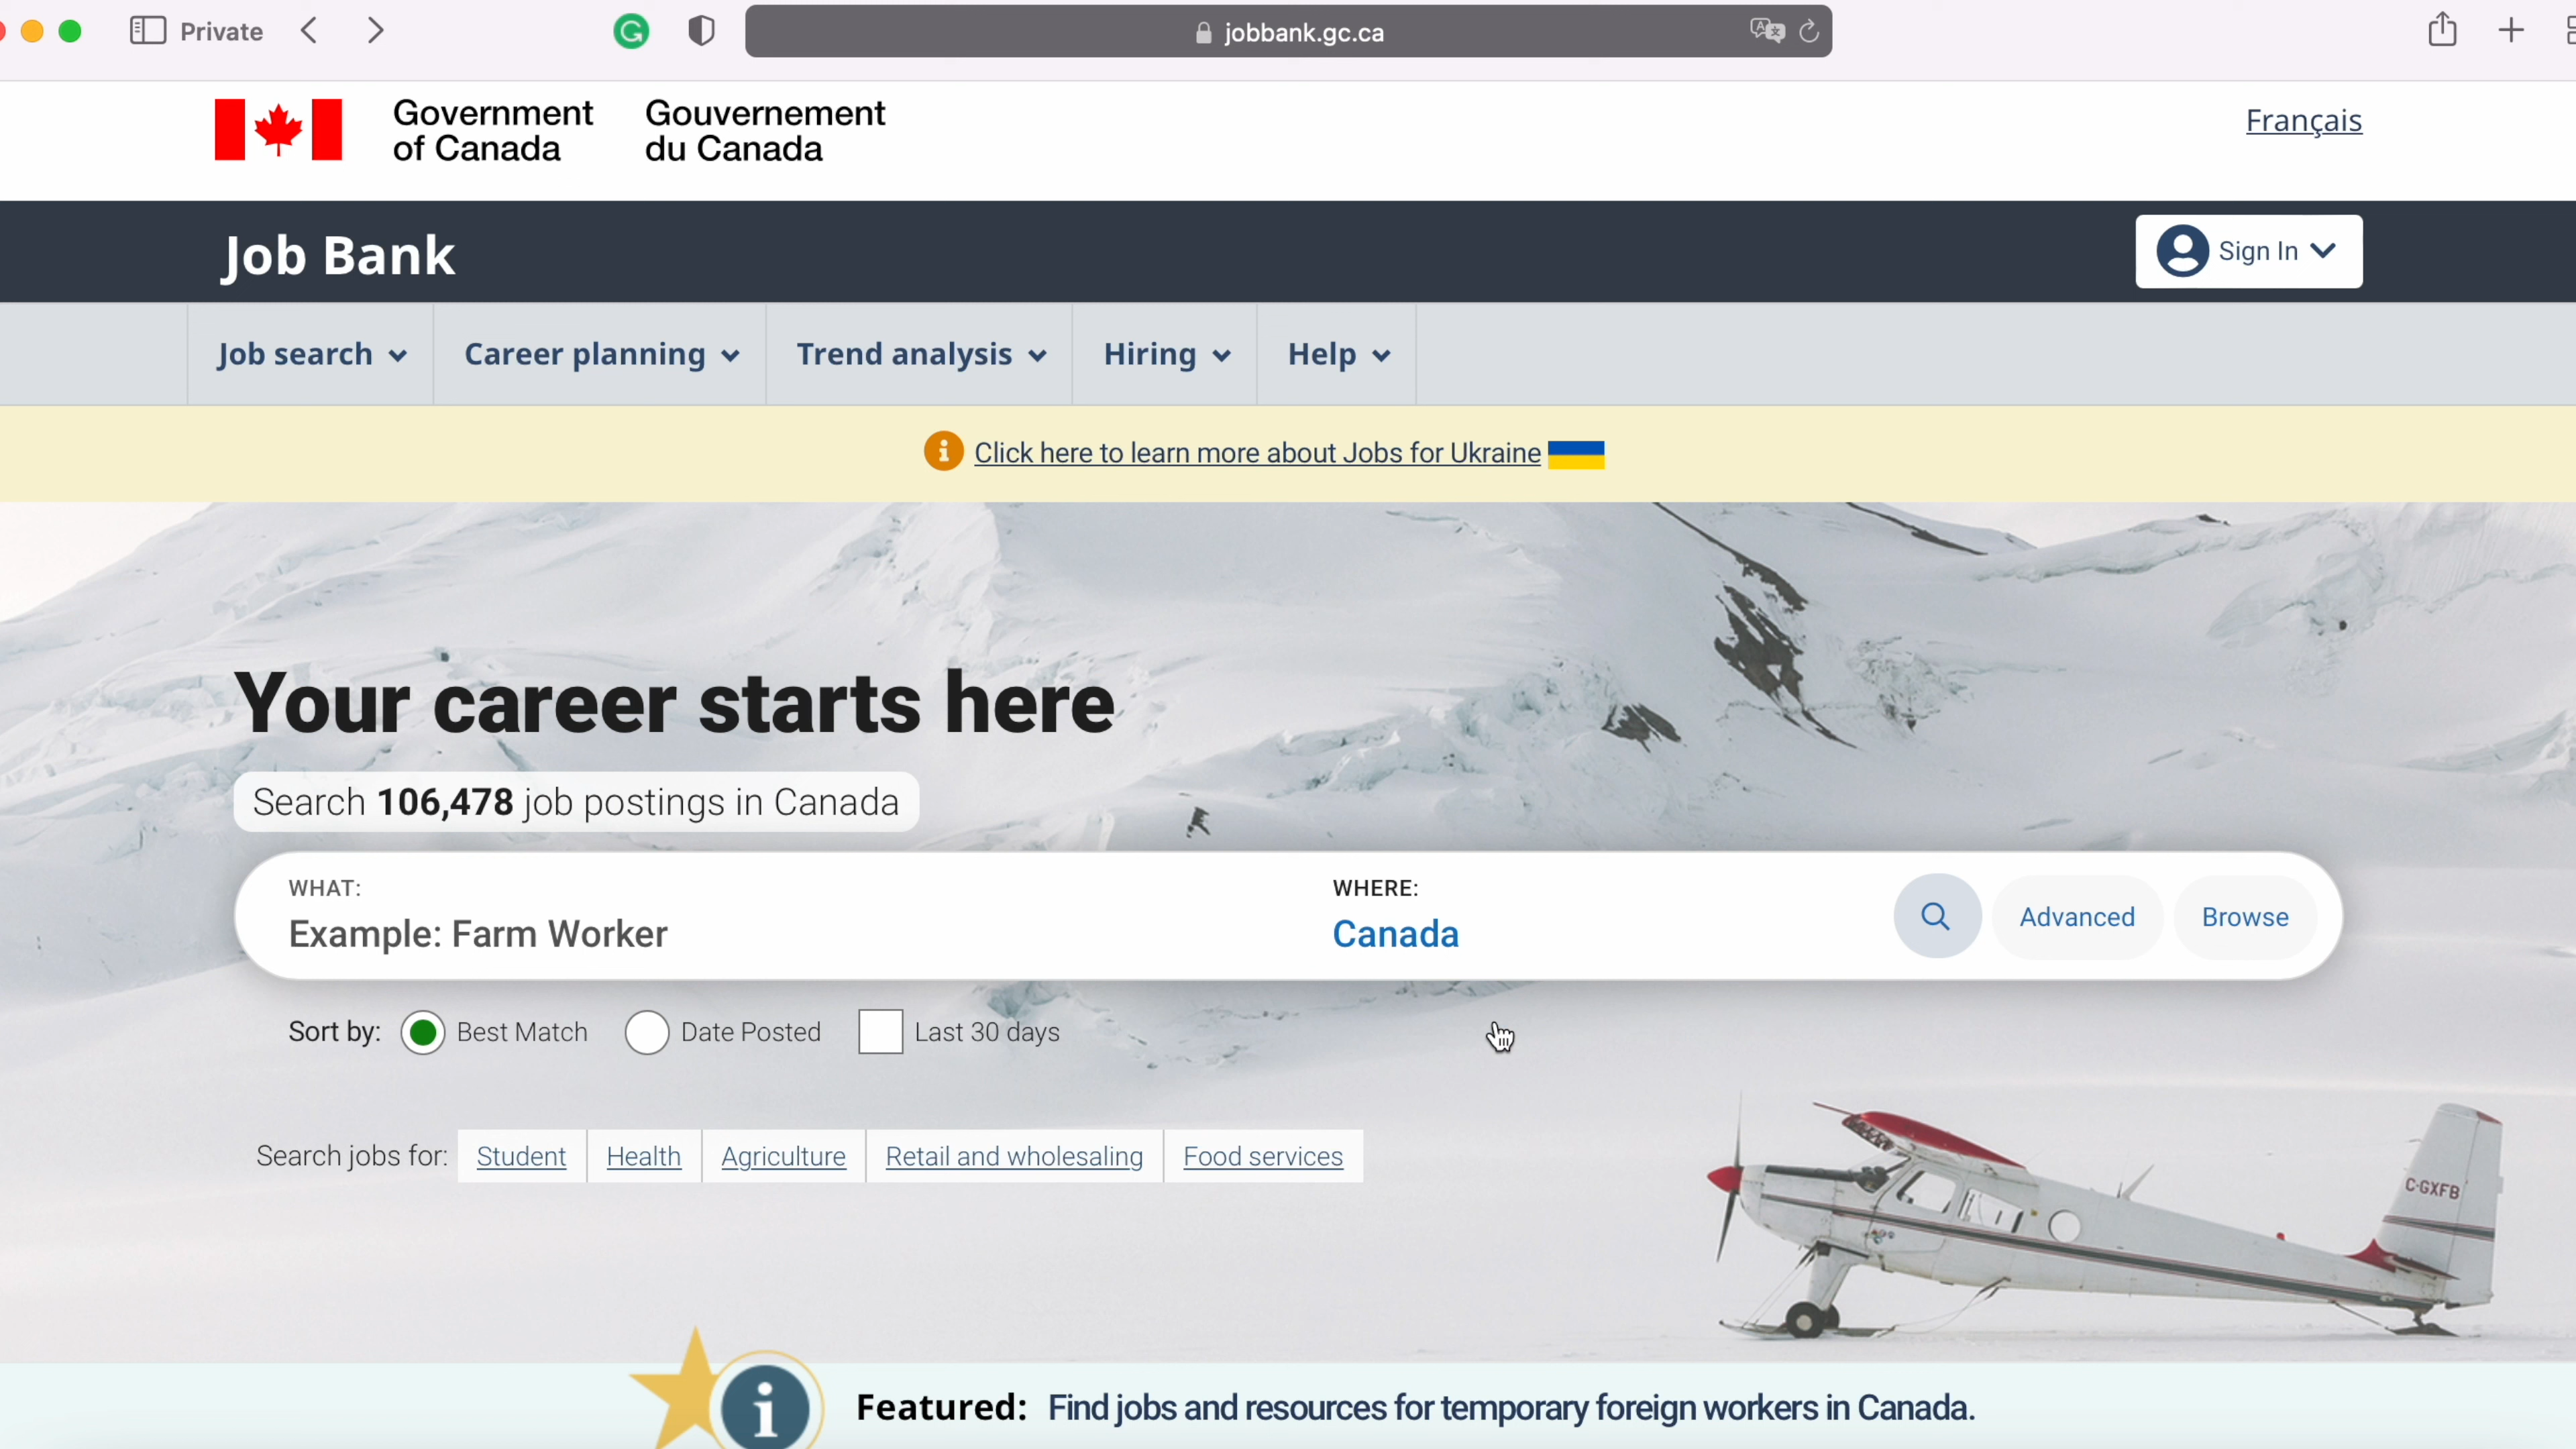 Private
jobbank.gc.ca
Government of Canada
Gouvernement du Canada
Français
Job Bank
Sign In
Job search
Career planning
Trend analysis
Hiring
Help
Click here to learn more about Jobs for Ukraine
Your career starts here
Search 106,478 job postings in Canada
WHAT:
Example: Farm Worker
WHERE:
Canada
Advanced
Browse
Sort by:
Best Match
Date Posted
Last 30 days
Search jobs for:
Student
Health
Agriculture
Retail and wholesaling
Food services
C-GXFB
Featured: Find jobs and resources for temporary foreign workers in Canada.